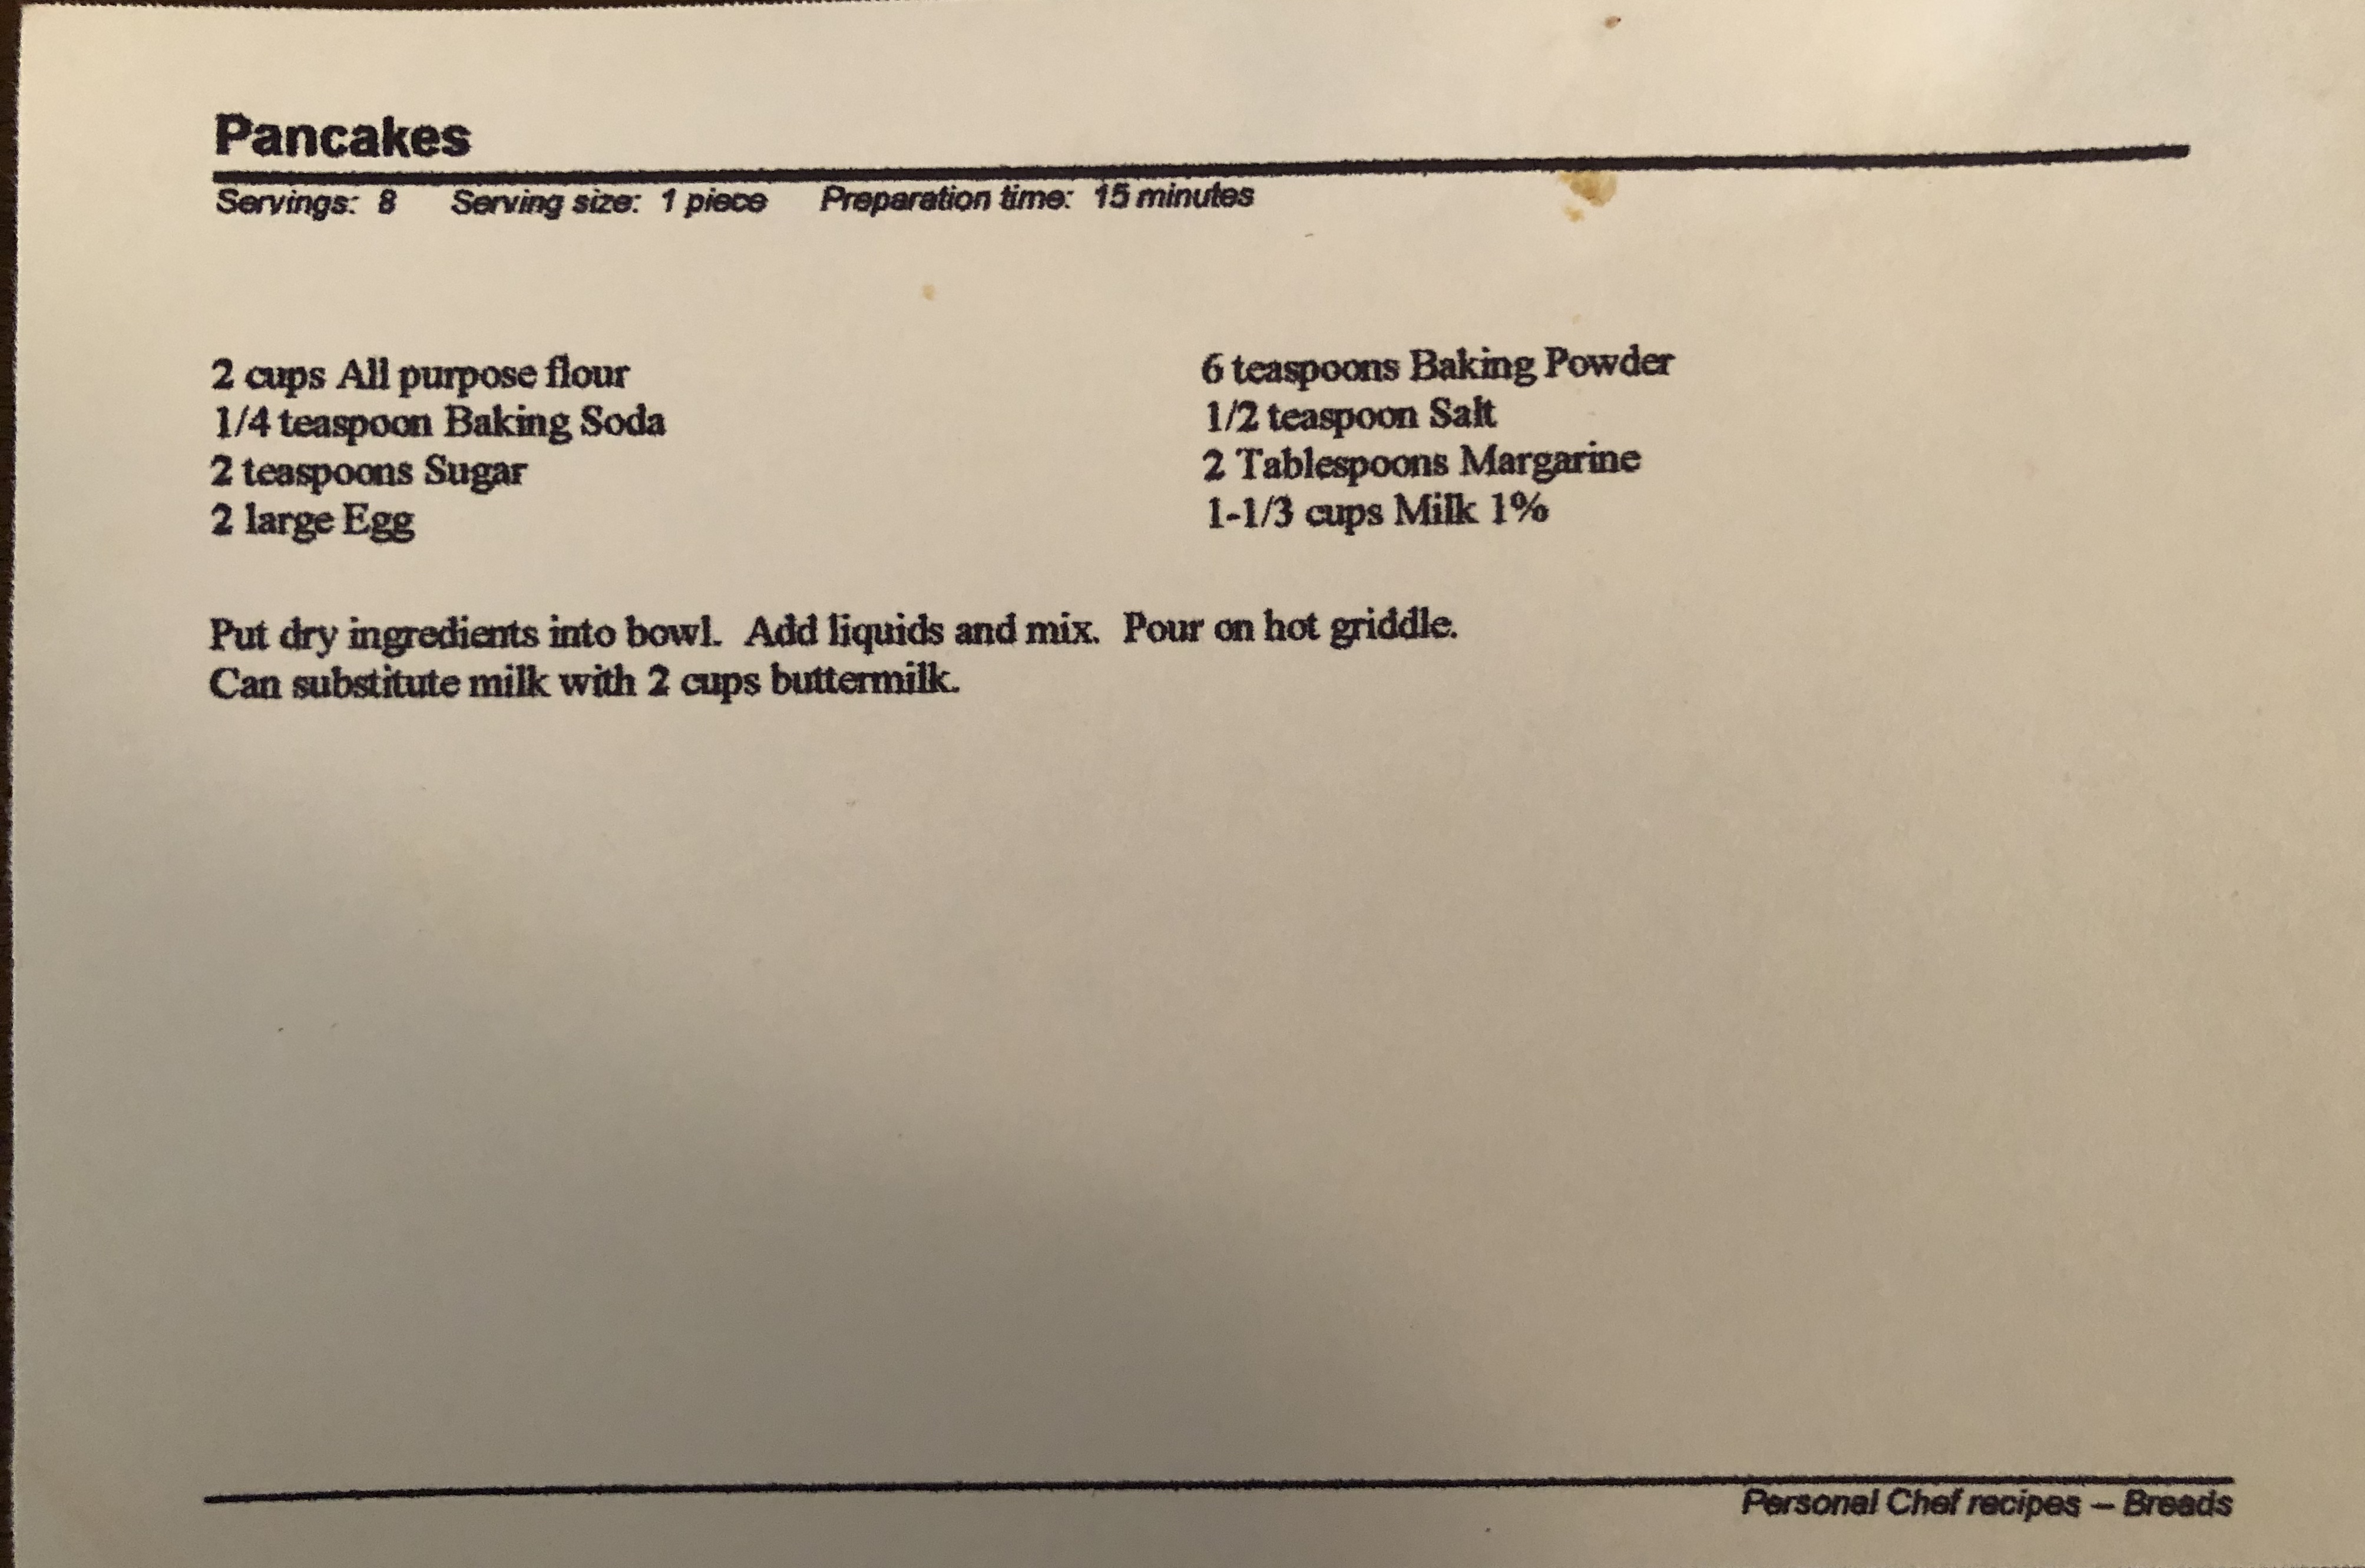 Pancakes
Servings: 8 Serving size: 1 piece Preparation time: 15 minutes
2 cups All purpose flour
1/4 teaspoon Baking Soda
2 teaspoons Sugar
2 large Egg
6 teaspoons Baking Powder
1/2 teaspoon Salt
2 Tablespoons Margarine
1-1/3 cups Milk 1%
Put dry ingredients into bowl. Add liquids and mix. Pour on hot griddle.
Can substitute milk with 2 cups buttermilk.
Personal Chef recipes – Breads